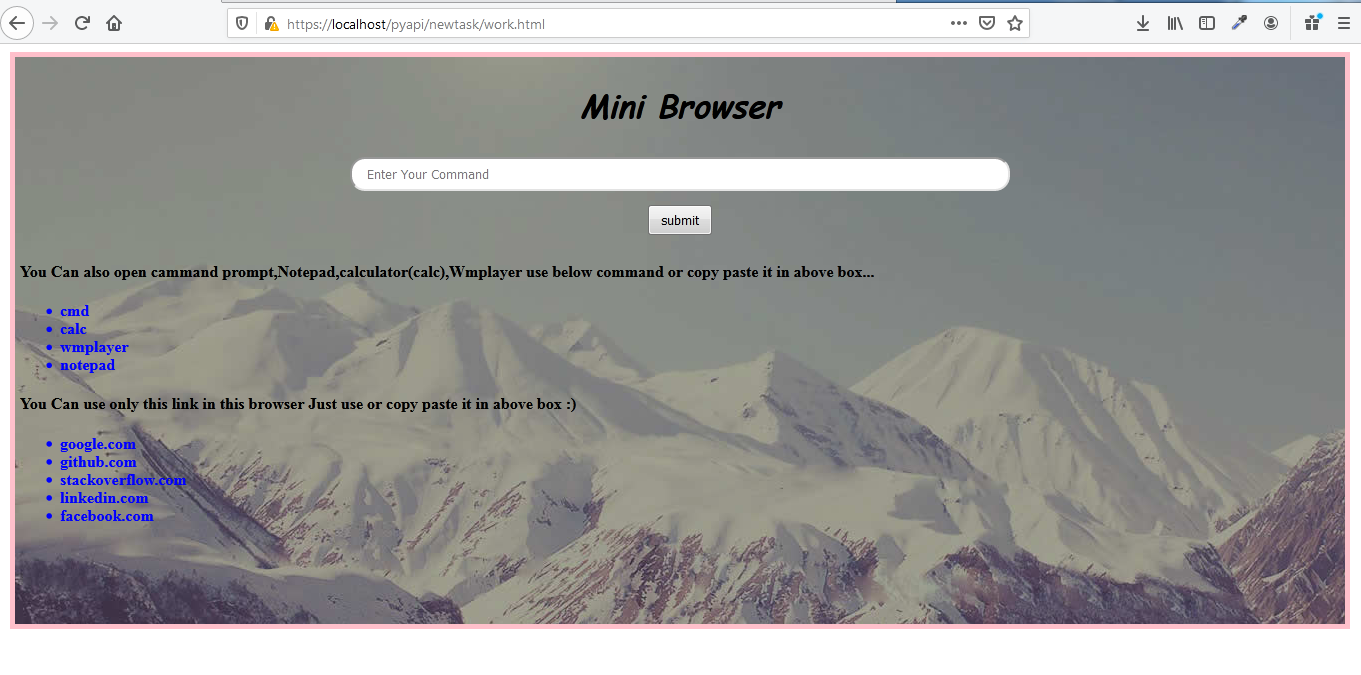 https://localhost/pyapi/newtask/work.html
Mini Browser
Enter Your Command
submit
You Can also open cammand prompt,Notepad,calculator(calc),Wmplayer use below command or copy paste it in above box...
cmd
calc
wmplayer
notepad
You Can use only this link in this browser Just use or copy paste it in above box :)
google.com
github.com
stackoverflow.com
linkedin.com
facebook.com